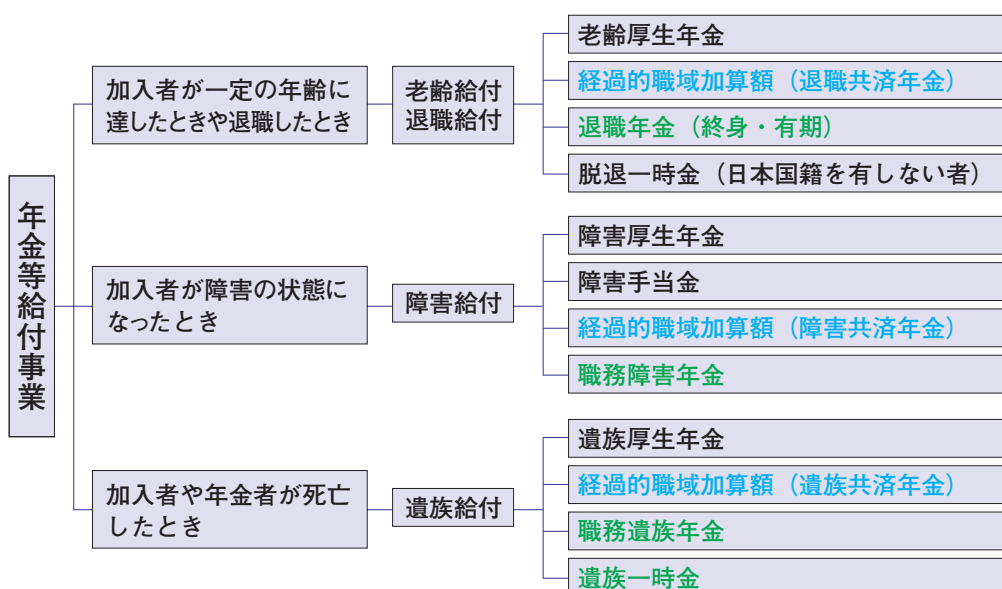 年金等給付事業
加入者が一定の年齢に
達したときや退職したとき
老齢給付
退職給付
老齢厚生年金
経過的職域加算額（退職共済年金）
退職年金（終身・有期）
脱退一時金（日本国籍を有しない者）
加入者が障害の状態に
なったとき
障害給付
障害厚生年金
障害手当金
経過的職域加算額（障害共済年金）
職務障害年金
加入者や年金者が死亡
したとき
遺族給付
遺族厚生年金
経過的職域加算額（遺族共済年金）
職務遺族年金
遺族一時金